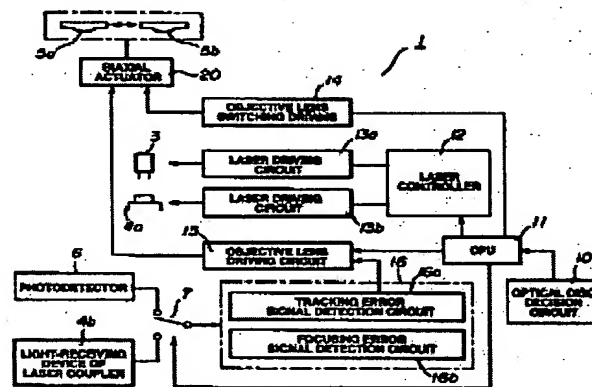 5a
5b
1
BIAXIAL ACTUATOR
20
14
OBJECTIVE LENS SWITCHING DRIVING
3
13a
LASER DRIVING CIRCUIT
12
LASER CONTROLLER
4a
LASER DRIVING CIRCUIT
13b
15
OBJECTIVE LENS DRIVING CIRCUIT
11
CPU
6
PHOTODETECTOR
7
16
16a
TRACKING ERROR SIGNAL DETECTION CIRCUIT
10
OPTICAL DISC DECISION CIRCUIT
4b
LIGHT-RECEIVING DEVICE OF LASER COUPLER
FOCUSING ERROR SIGNAL DETECTION CIRCUIT
16b